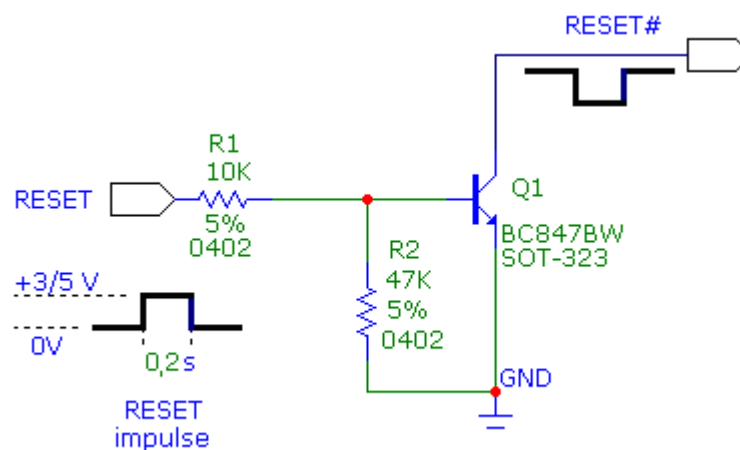 RESET#
R1
10K
RESET
5%
0402
Q1
BC847BW
SOT-323
R2
47K
5%
0402
+3/5 V
0V
0,2s
GND
RESET
impulse